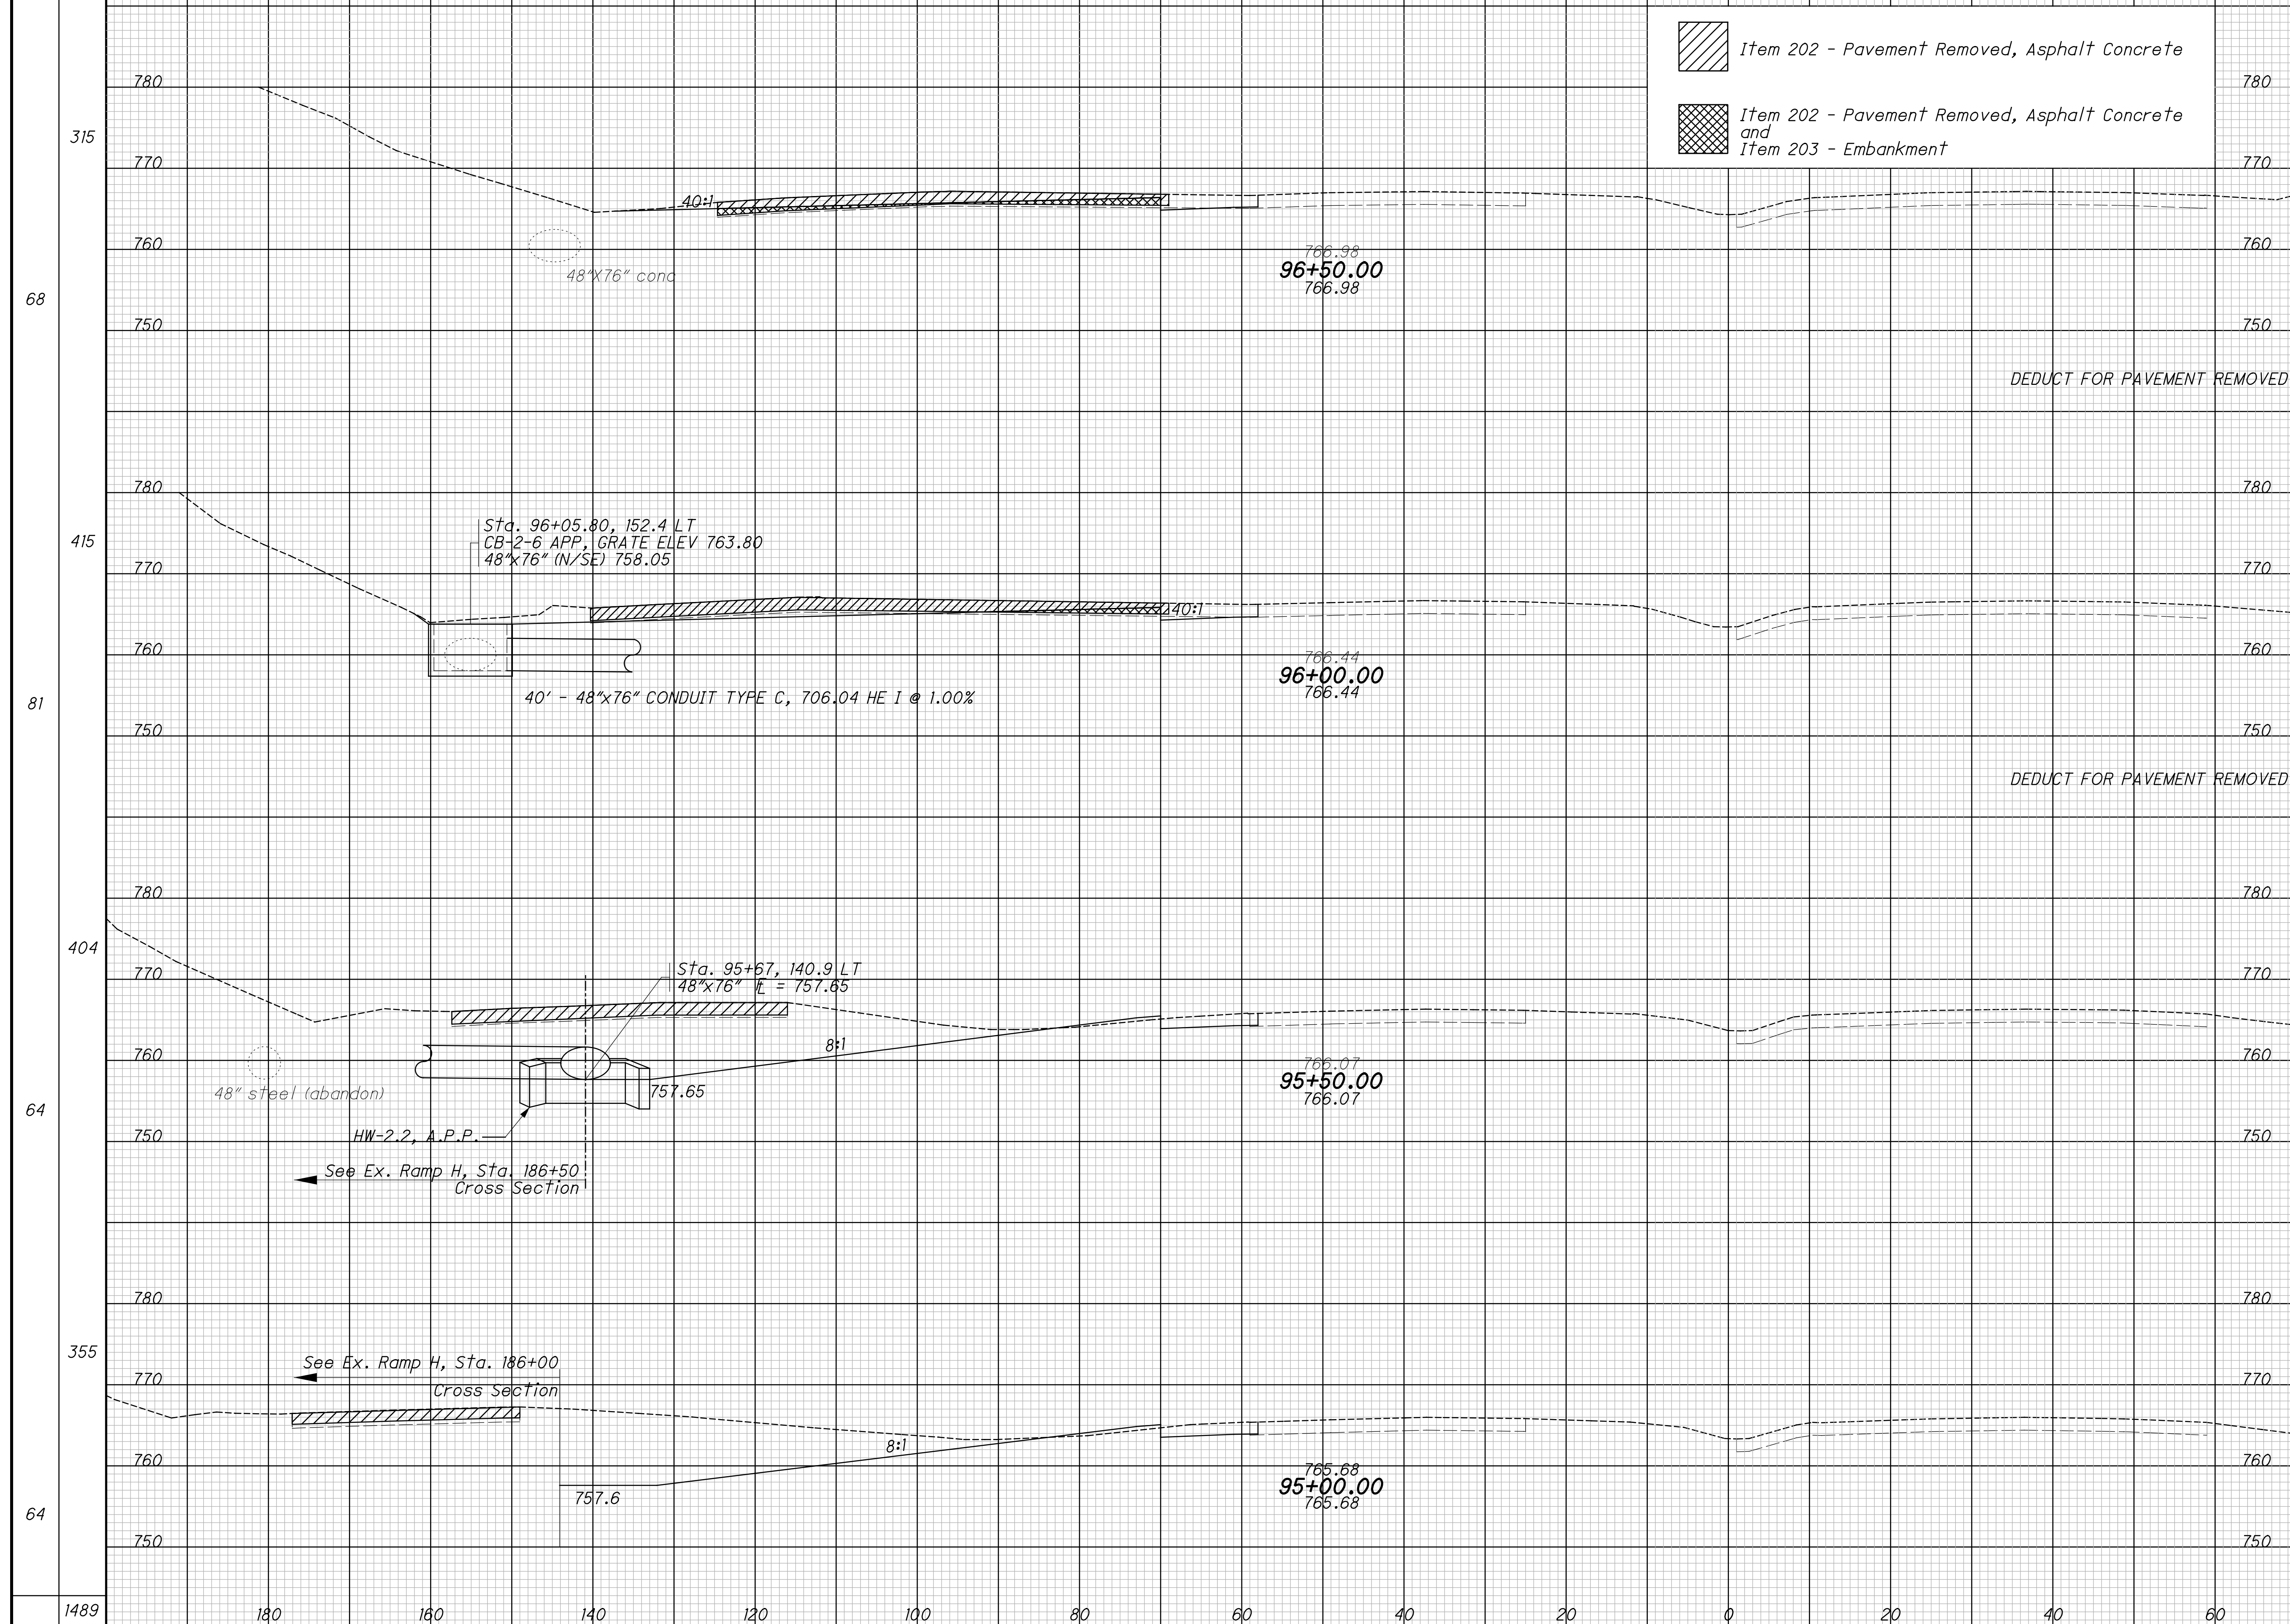 Item 202 - Pavement Removed, Asphalt Concrete
Item 202 - Pavement Removed, Asphalt Concrete
and
Item 203 - Embankment
780 780
315
770 770
40:1
760 760
48"X76" conc
766.98
96+50.00
766.98
68
750 750
DEDUCT FOR PAVEMENT REMOVED
780 780
Sta. 96+05.80, 152.4 LT
CB-2-6 APP, GRATE ELEV 763.80
48"x76" (N/SE) 758.05
415
770 770
40:1
760 760
766.44
96+00.00
766.44
40' - 48"x76" CONDUIT TYPE C, 706.04 HE I @ 1.00%
81
750 750
DEDUCT FOR PAVEMENT REMOVED
780 780
404
Sta. 95+67, 140.9 LT
48"x76" = 757.65
770 770
8:1
760 760
48" steel (abandon)
757.65
766.07
95+50.00
766.07
64
HW-2.2, A.P.P.
750 750
See Ex. Ramp H, Sta. 186+50
Cross Section
780 780
355
See Ex. Ramp H, Sta. 186+00
770 770
Cross Section
8:1
760 760
757.6
765.68
95+00.00
765.68
64
750 750
1489
180 160 140 120 100 80 60 40 20 0 20 40 60